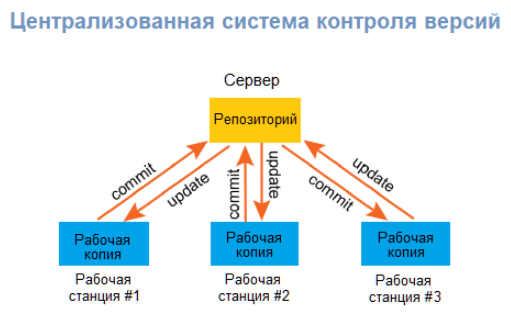 Централизованная система контроля версий
Сервер
Репозиторий
commit
update
commit
update
commit
update
Рабочая
копия
Рабочая
копия
Рабочая
копия
Рабочая
станция #1
Рабочая
станция #2
Рабочая
станция #3